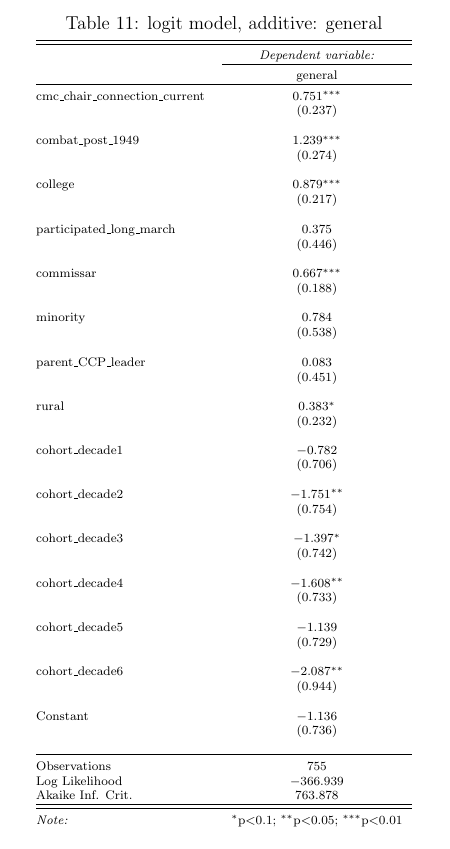 Table 11: logit model, additive: general
Dependent variable:
general
cmc_chair_connection_current 0.751***
(0.237)
combat_post_1949 1.239***
(0.274)
college 0.879***
(0.217)
participated_long_march 0.375
(0.446)
commissar 0.667***
(0.188)
minority 0.784
(0.538)
parent_CCP_leader 0.083
(0.451)
rural 0.383*
(0.232)
cohort_decade1 −0.782
(0.706)
cohort_decade2 −1.751**
(0.754)
cohort_decade3 −1.397*
(0.742)
cohort_decade4 −1.608**
(0.733)
cohort_decade5 −1.139
(0.729)
cohort_decade6 −2.087**
(0.944)
Constant −1.136
(0.736)
Observations 755
Log Likelihood −366.939
Akaike Inf. Crit. 763.878
Note: *p<0.1; **p<0.05; ***p<0.01